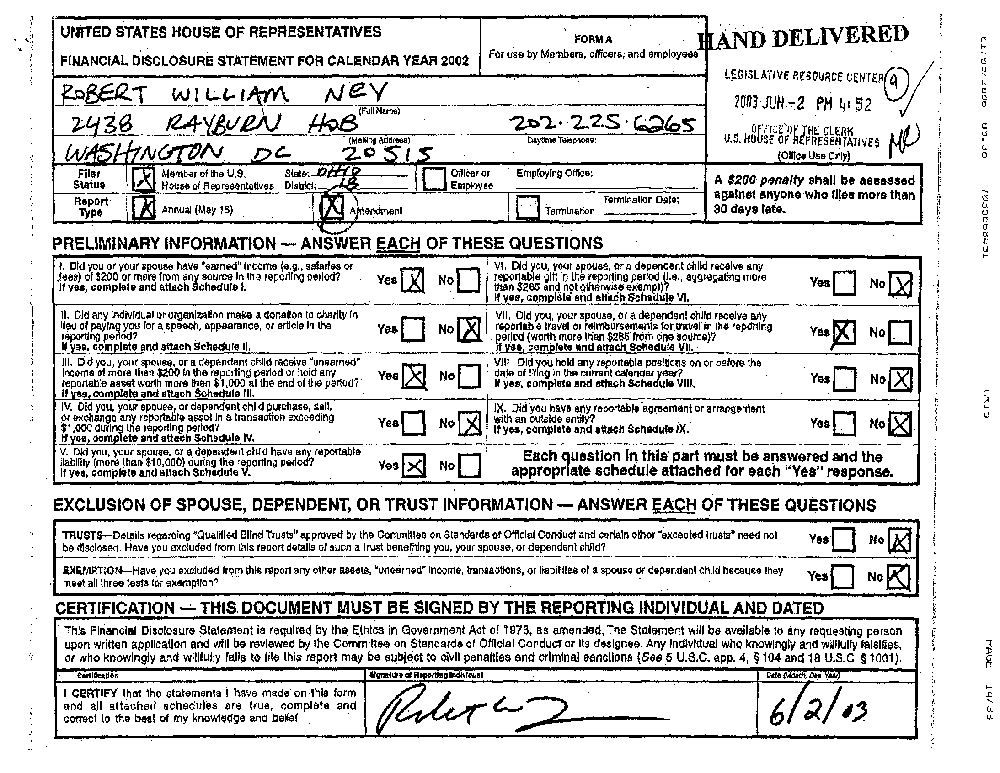 UNITED STATES HOUSE OF REPRESENTATIVES
FINANCIAL DISCLOSURE STATEMENT FOR CALENDAR YEAR 2002
FORM A
For use by Members, officers, and employees
HAND DELIVERED
LEGISLATIVE RESOURCE CENTER
9
2003 JUN -2 PM 4:52
OFFICE OF THE CLERK
U.S. HOUSE OF REPRESENTATIVES
(Office Use Only)
ROBERT WILLIAM NEY
(Full Name)
2438 RAYBURN HOB 202.225.6265
(Mailing Address) Daytime Telephone:
WASHINGTON DC 20515
Filer Status
X Member of the U.S. House of Representatives
State: OHIO
District: 18
Officer or Employee
Employing Office:
Report Type
X Annual (May 15)
X Amendment
Termination
Termination Date:
A $200 penalty shall be assessed
against anyone who files more than
30 days late.
PRELIMINARY INFORMATION — ANSWER EACH OF THESE QUESTIONS
I. Did you or your spouse have "earned" income (e.g., salaries or
fees) of $200 or more from any source in the reporting period?
If yes, complete and attach Schedule I.
Yes X No
II. Did any individual or organization make a donation to charity in
lieu of paying you for a speech, appearance, or article in the
reporting period?
If yes, complete and attach Schedule II.
Yes No X
III. Did you, your spouse, or a dependent child receive "unearned"
income of more than $200 in the reporting period or hold any
reportable asset worth more than $1,000 at the end of the period?
If yes, complete and attach Schedule III.
Yes X No
IV. Did you, your spouse, or dependent child purchase, sell,
or exchange any reportable asset in a transaction exceeding
$1,000 during the reporting period?
If yes, complete and attach Schedule IV.
Yes No X
V. Did you, your spouse, or a dependent child have any reportable
liability (more than $10,000) during the reporting period?
If yes, complete and attach Schedule V.
Yes X No
VI. Did you, your spouse, or a dependent child receive any
reportable gift in the reporting period (i.e., aggregating more
than $285 and not otherwise exempt)?
If yes, complete and attach Schedule VI.
Yes No X
VII. Did you, your spouse, or a dependent child receive any
reportable travel or reimbursements for travel in the reporting
period (worth more than $285 from one source)?
If yes, complete and attach Schedule VII.
Yes X No
VIII. Did you hold any reportable positions on or before the
date of filing in the current calendar year?
If yes, complete and attach Schedule VIII.
Yes No X
IX. Did you have any reportable agreement or arrangement
with an outside entity?
If yes, complete and attach Schedule IX.
Yes No X
Each question in this part must be answered and the
appropriate schedule attached for each "Yes" response.
EXCLUSION OF SPOUSE, DEPENDENT, OR TRUST INFORMATION — ANSWER EACH OF THESE QUESTIONS
TRUSTS—Details regarding "Qualified Blind Trusts" approved by the Committee on Standards of Official Conduct and certain other "excepted trusts" need not
be disclosed. Have you excluded from this report details of such a trust benefiting you, your spouse, or dependent child?
Yes No X
EXEMPTION—Have you excluded from this report any other assets, "unearned" income, transactions, or liabilities of a spouse or dependent child because they
meet all three tests for exemption?
Yes No X
CERTIFICATION — THIS DOCUMENT MUST BE SIGNED BY THE REPORTING INDIVIDUAL AND DATED
This Financial Disclosure Statement is required by the Ethics in Government Act of 1978, as amended. The Statement will be available to any requesting person
upon written application and will be reviewed by the Committee on Standards of Official Conduct or its designee. Any individual who knowingly and willfully falsifies,
or who knowingly and willfully fails to file this report may be subject to civil penalties and criminal sanctions (See 5 U.S.C. app. 4, § 104 and 18 U.S.C. § 1001).
Certification
Signature of Reporting Individual
Date (Month, Day, Year)
I CERTIFY that the statements I have made on this form
and all attached schedules are true, complete and
correct to the best of my knowledge and belief.
Robert W
6/2/03
PAGE 14/33